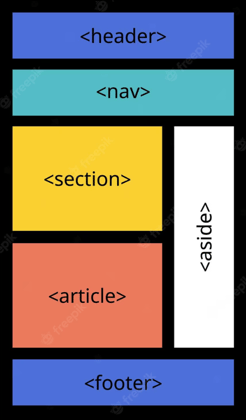 <header>
<nav>
<section>
<aside>
<article>
<footer>